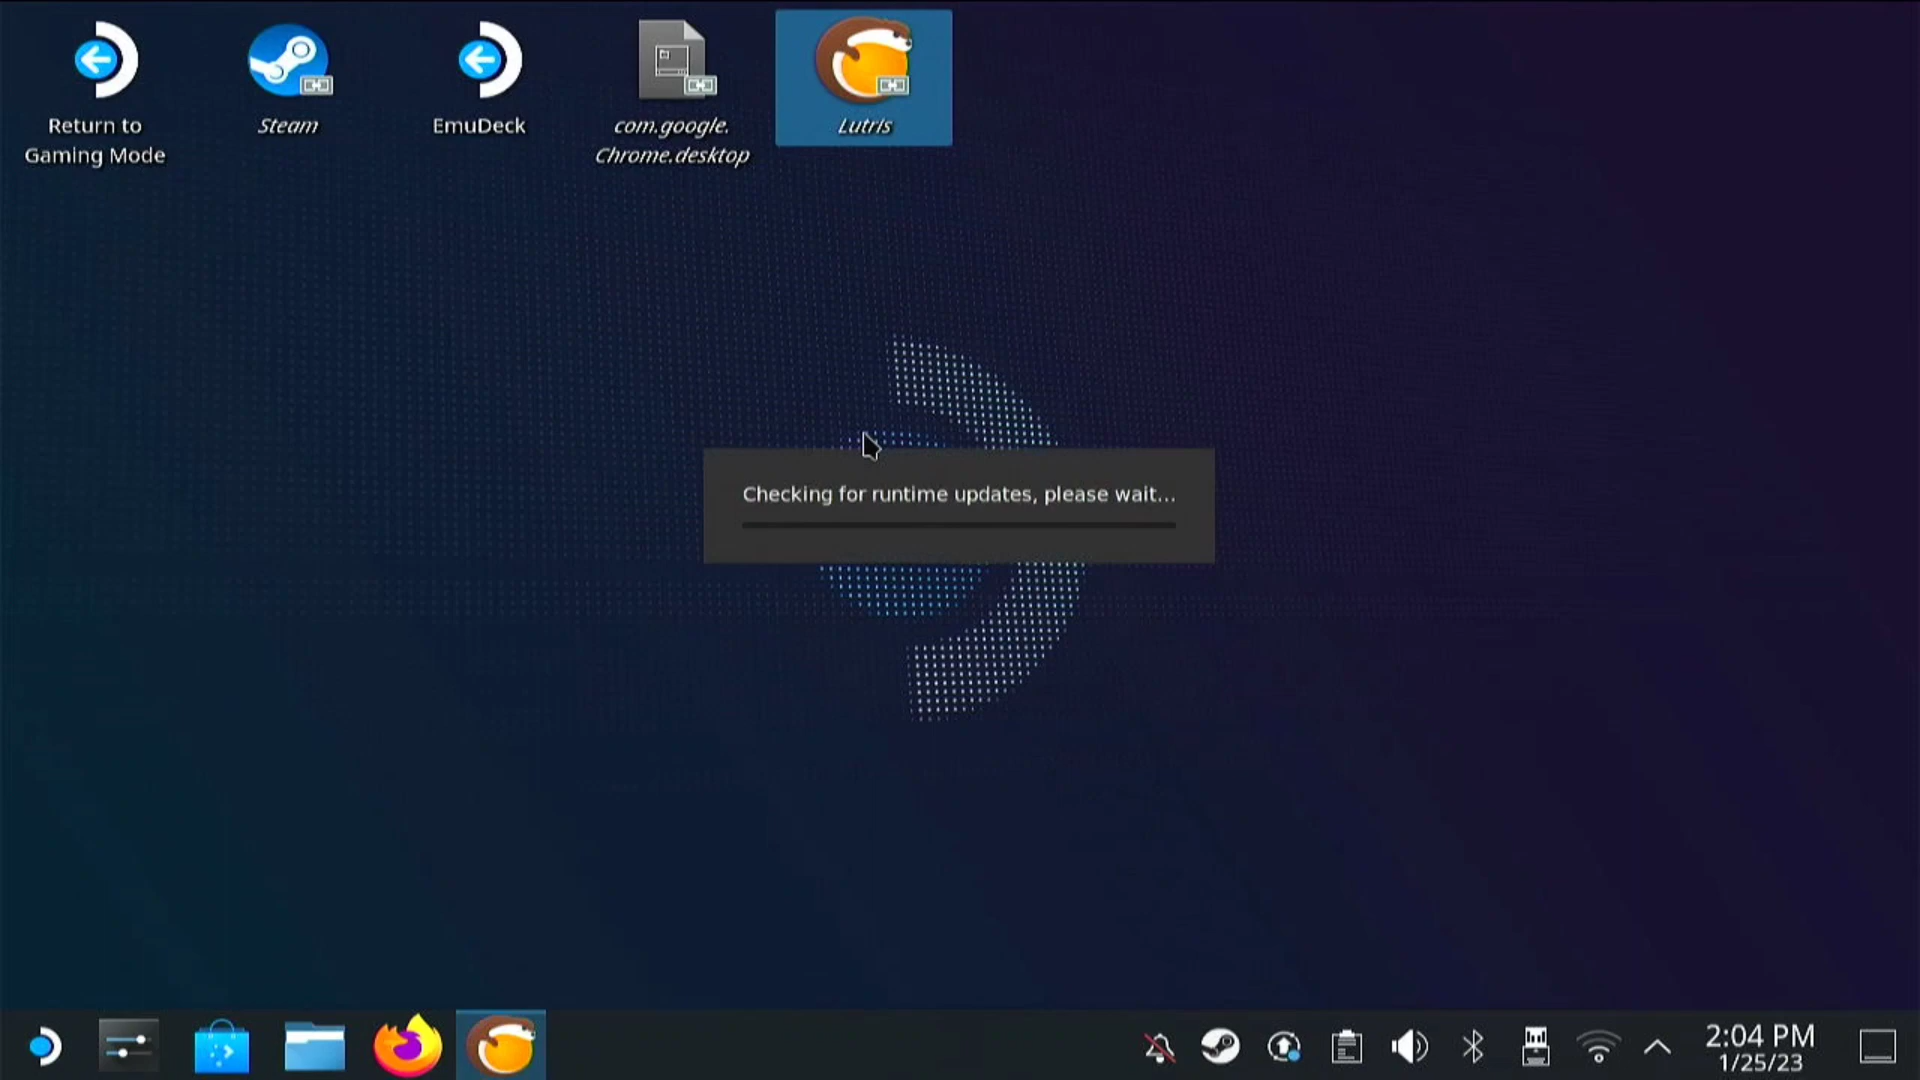 Return to
Gaming Mode
Steam
EmuDeck
com.google.
Chrome.desktop
Lutris
Checking for runtime updates, please wait...
2:04 PM
1/25/23